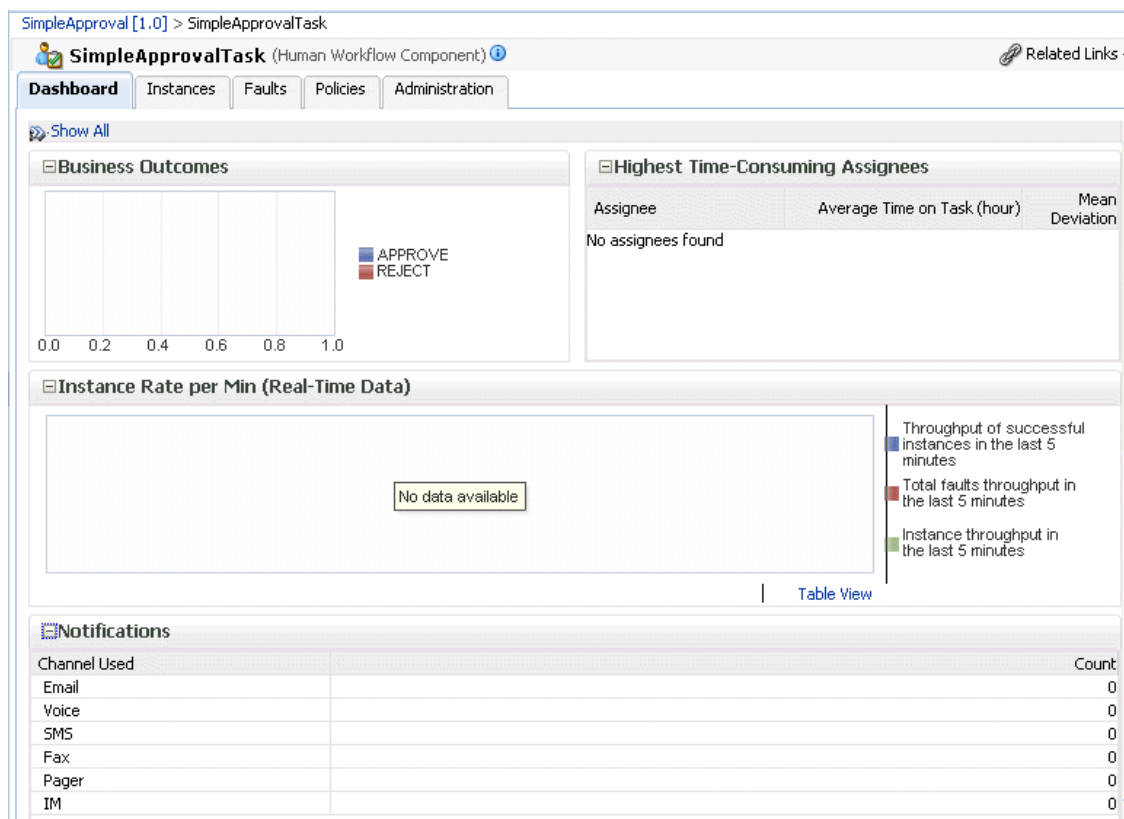 SimpleApproval [1.0] > SimpleApprovalTask
SimpleApprovalTask (Human Workflow Component)
Related Links
Dashboard Instances Faults Policies Administration
Show All
Business Outcomes
APPROVE
REJECT
0.0 0.2 0.4 0.6 0.8 1.0
Highest Time-Consuming Assignees
Assignee Average Time on Task (hour) Mean
Deviation
No assignees found
Instance Rate per Min (Real-Time Data)
No data available
Throughput of successful
instances in the last 5
minutes
Total faults throughput in
the last 5 minutes
Instance throughput in
the last 5 minutes
Table View
Notifications
Channel Used Count
Email 0
Voice 0
SMS 0
Fax 0
Pager 0
IM 0